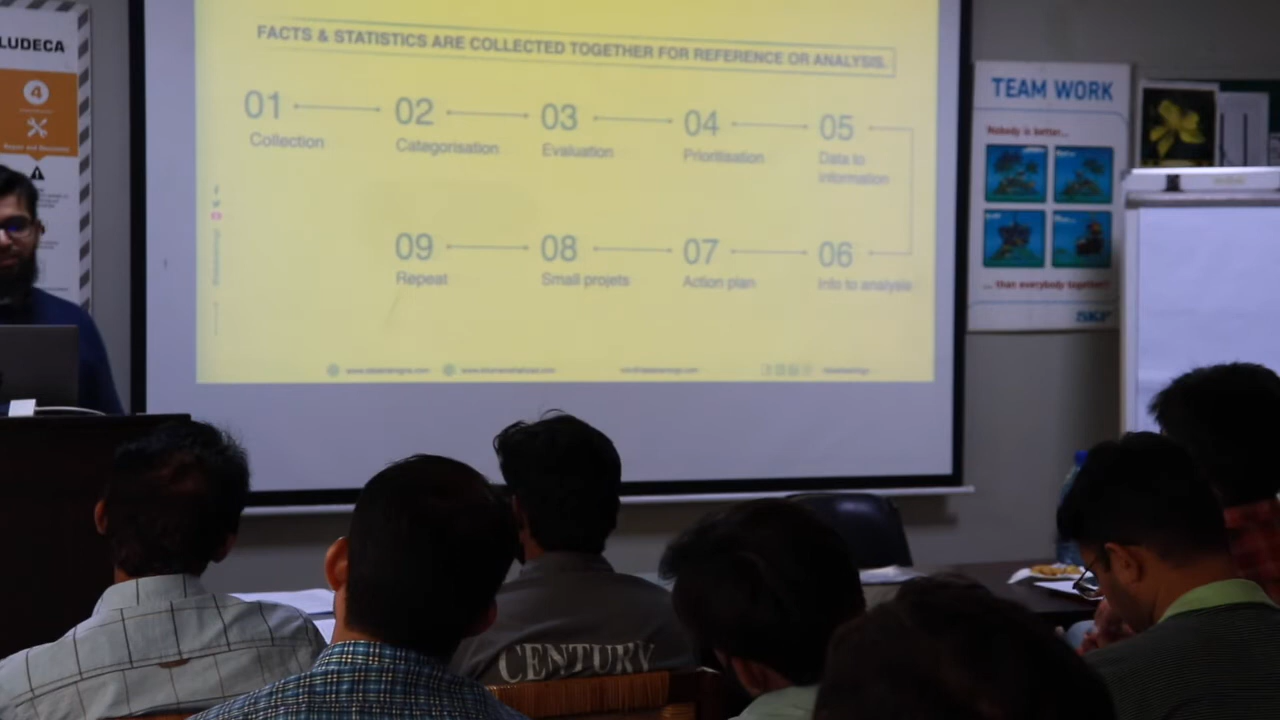 LUDECA
4
FACTS & STATISTICS ARE COLLECTED TOGETHER FOR REFERENCE OR ANALYSIS.
01
Collection
02
Categorisation
03
Evaluation
04
Prioritisation
05
Data to
Information
06
Info to analysis
07
Action plan
08
Small projets
09
Repeat
TEAM WORK
Nobody is better...
... that everybody together!
SKF
CENTURY